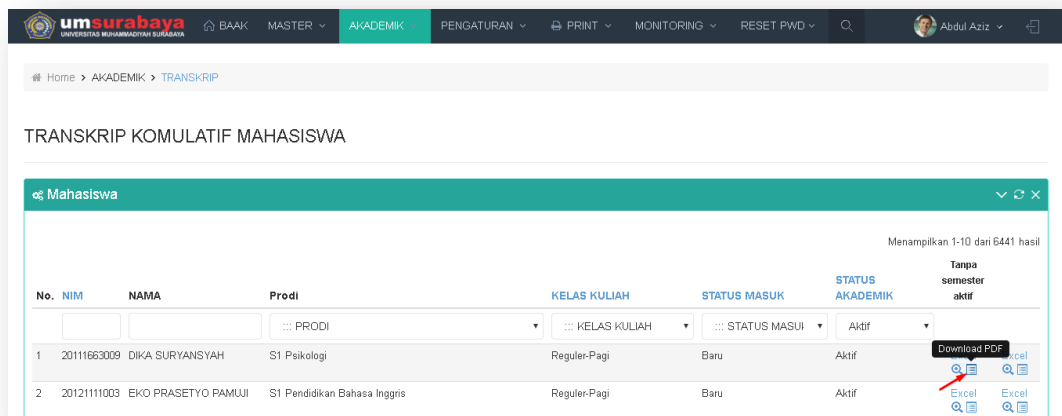 umsurabaya
UNIVERSITAS MUHAMMADIYAH SURABAYA
BAAK MASTER AKADEMIK PENGATURAN PRINT MONITORING RESET PWD Abdul Aziz
Home > AKADEMIK > TRANSKRIP
TRANSKRIP KOMULATIF MAHASISWA
Mahasiswa
Menampilkan 1-10 dari 6441 hasil
No. NIM NAMA Prodi KELAS KULIAH STATUS MASUK STATUS AKADEMIK Tanpa semester aktif
::: PRODI ::: KELAS KULIAH ::: STATUS MASUK Aktif
Download PDF
1 20111663009 DIKA SURYANSYAH S1 Psikologi Reguler-Pagi Baru Aktif Excel Excel
2 20121111003 EKO PRASETYO PAMUJI S1 Pendidikan Bahasa Inggris Reguler-Pagi Baru Aktif Excel Excel